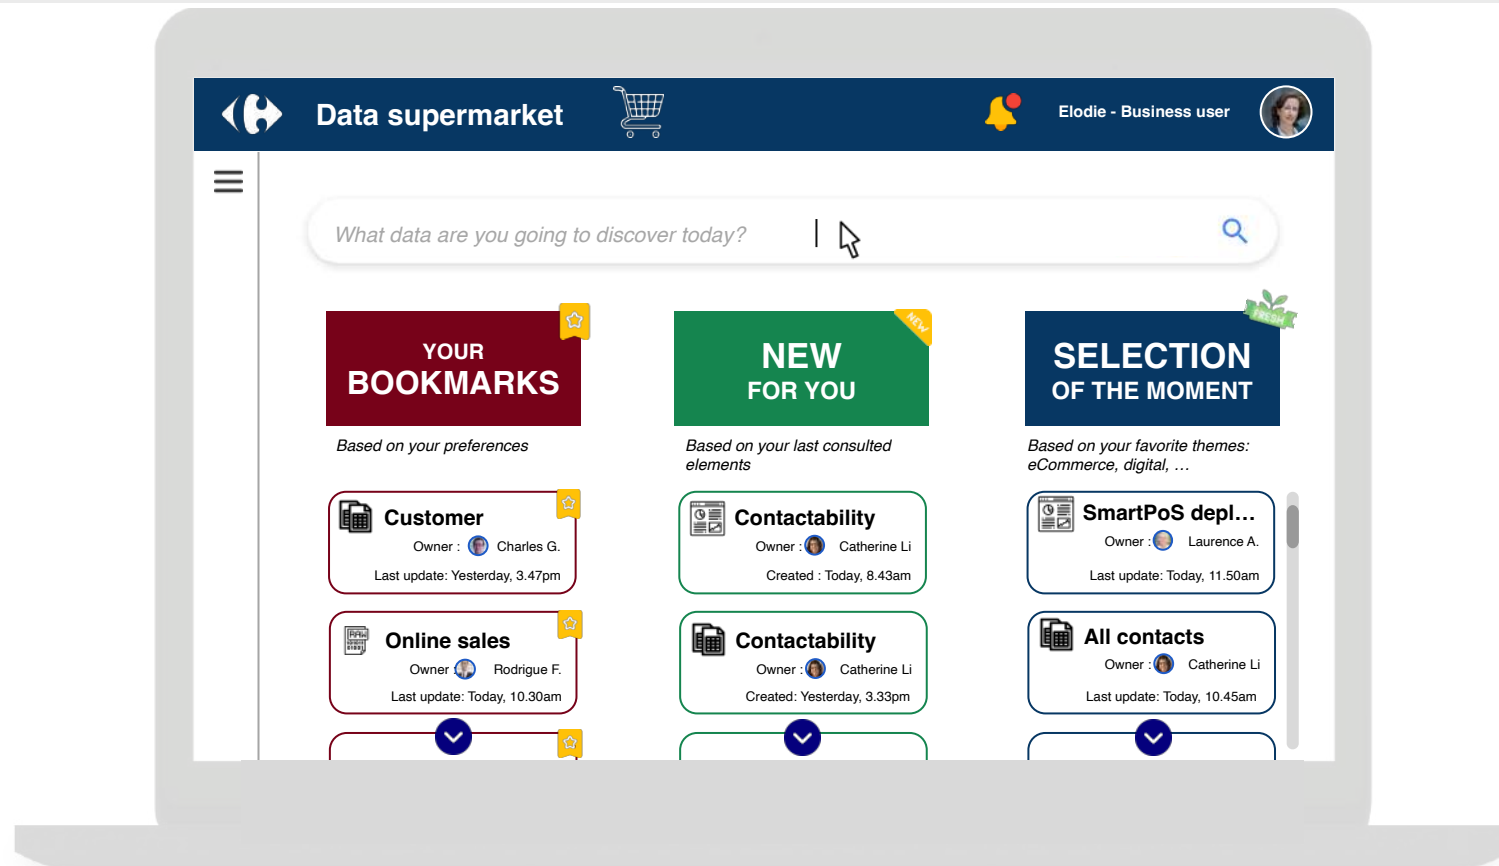 Data supermarket
Elodie - Business user
What data are you going to discover today?
YOUR
BOOKMARKS
Based on your preferences
Customer
Owner : Charles G.
Last update: Yesterday, 3.47pm
RAW
Online sales
Owner : Rodrigue F.
Last update: Today, 10.30am
NEW
NEW
FOR YOU
Based on your last consulted
elements
Contactability
Owner : Catherine Li
Created : Today, 8.43am
Contactability
Owner : Catherine Li
Created: Yesterday, 3.33pm
FRESH
SELECTION
OF THE MOMENT
Based on your favorite themes:
eCommerce, digital, …
SmartPoS depl…
Owner : Laurence A.
Last update: Today, 11.50am
All contacts
Owner : Catherine Li
Last update: Today, 10.45am